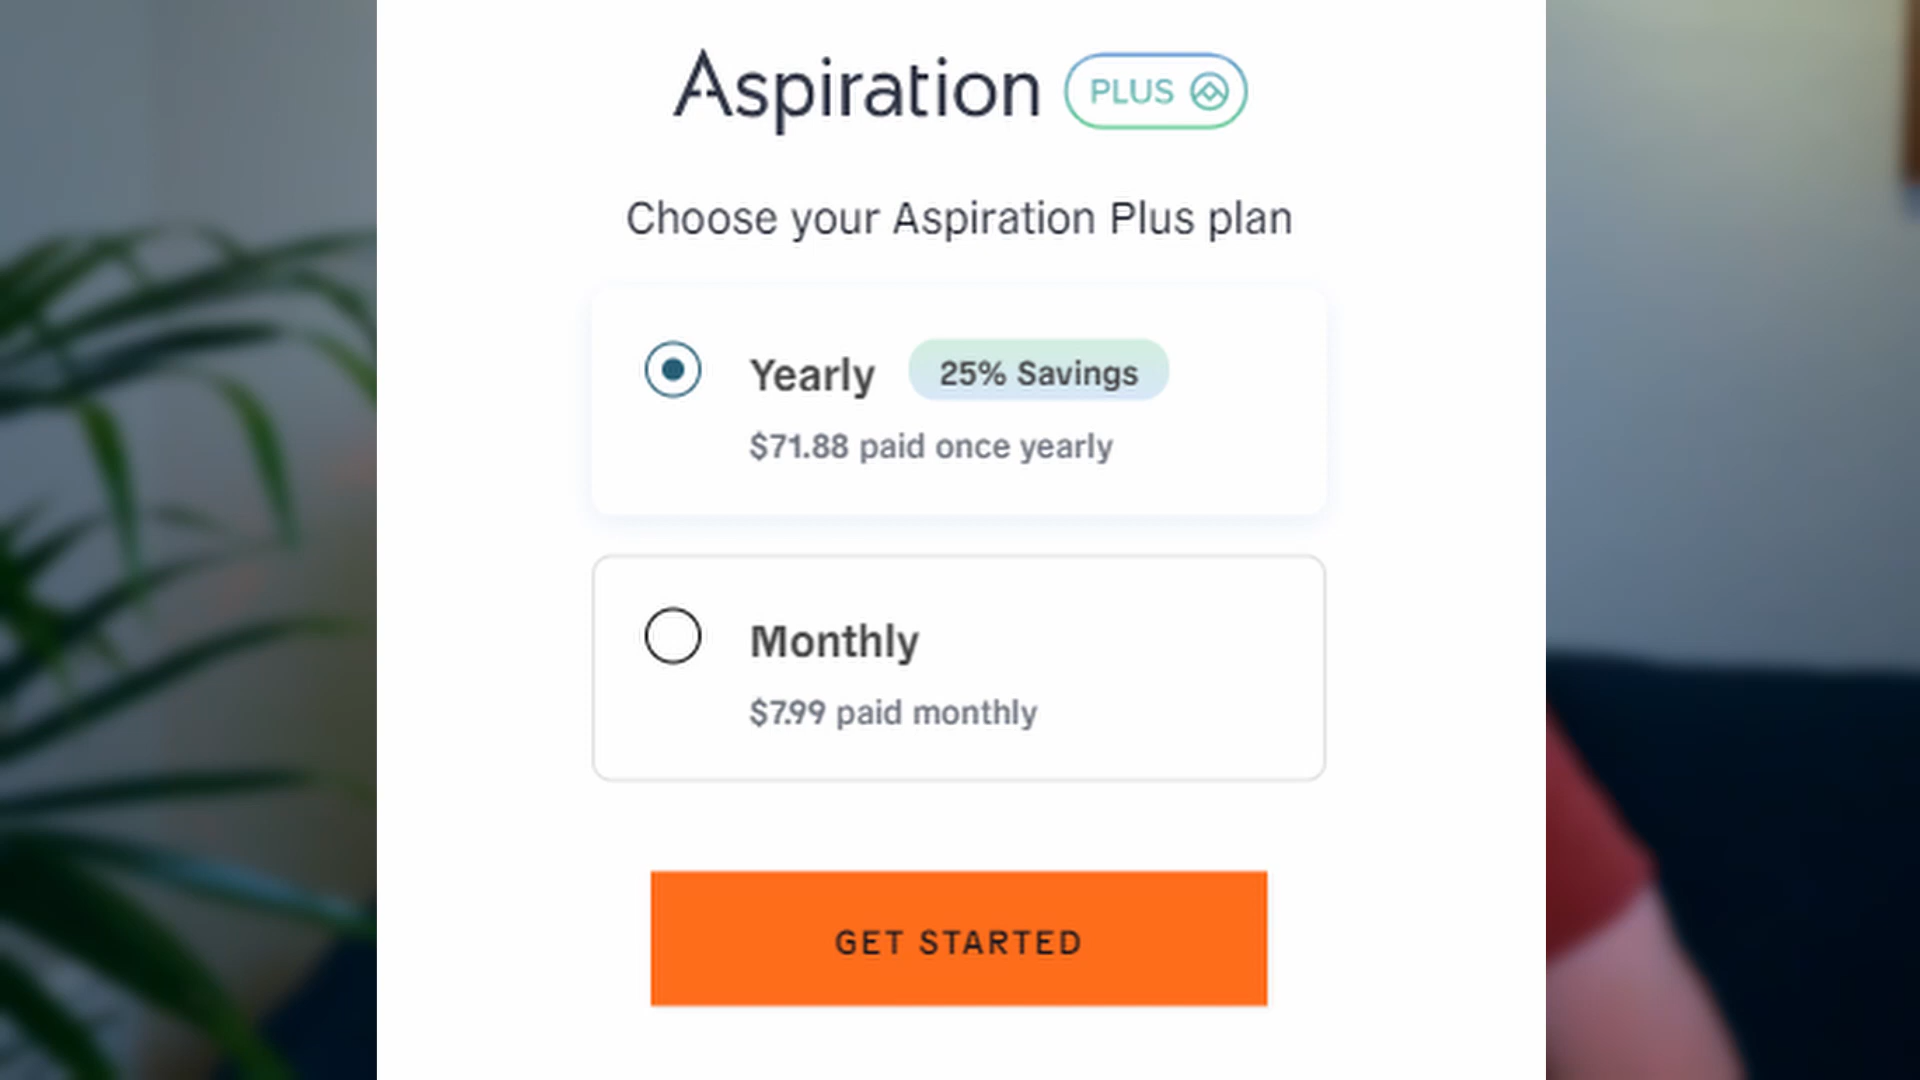 Aspiration PLUS
Choose your Aspiration Plus plan
Yearly 25% Savings
$71.88 paid once yearly
Monthly
$7.99 paid monthly
GET STARTED